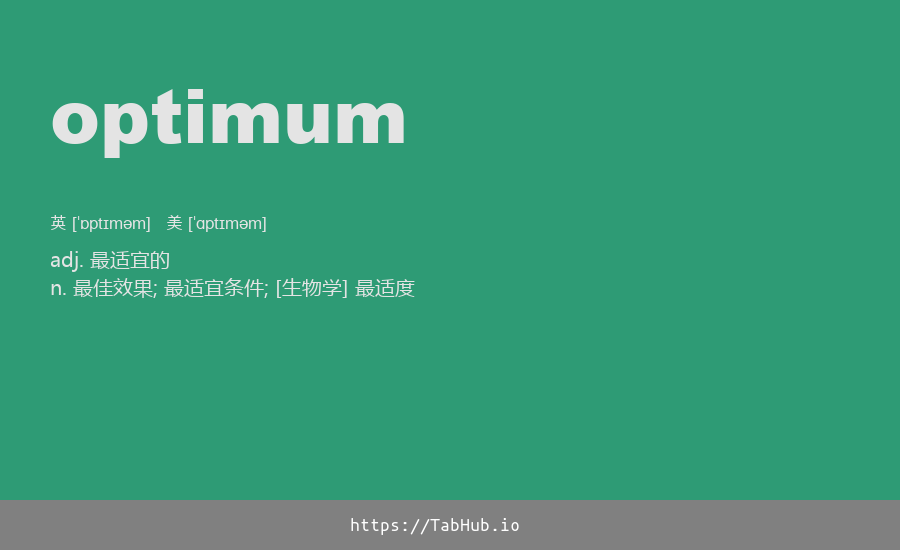 optimum
英 [ˈɒptɪməm] 美 [ˈɑptɪməm]
adj. 最适宜的
n. 最佳效果; 最适宜条件; [生物学] 最适度
https://TabHub.io